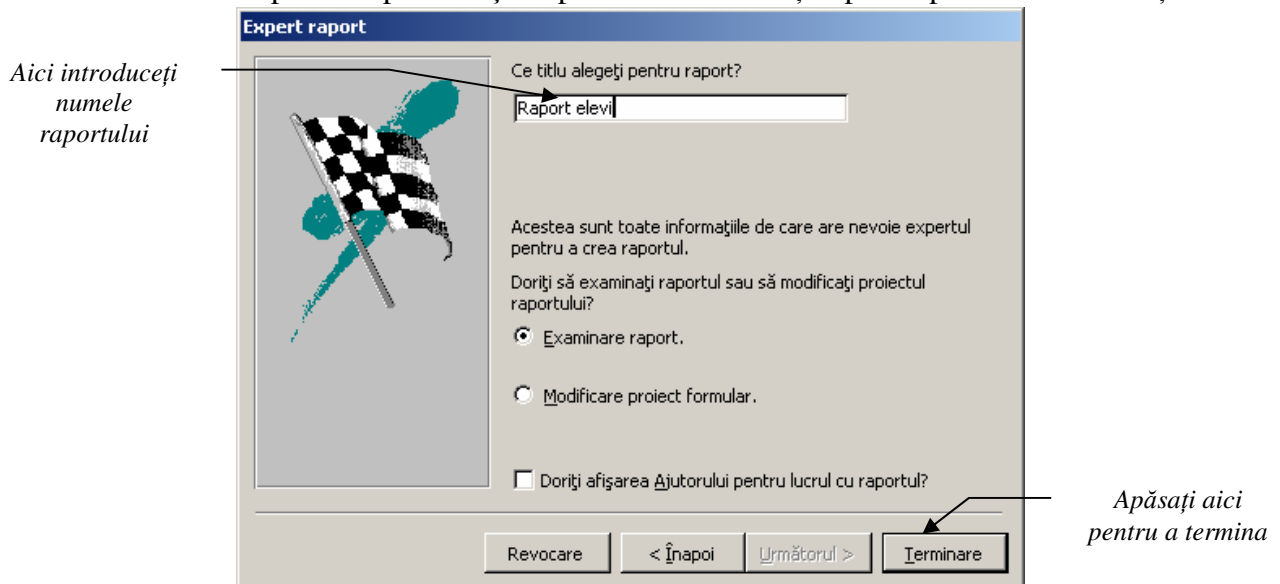 Expert raport
Aici introduceți
numele
raportului
Ce titlu alegeţi pentru raport?
Raport elevi
Acestea sunt toate informaţiile de care are nevoie expertul
pentru a crea raportul.
Doriţi să examinaţi raportul sau să modificaţi proiectul
raportului?
Examinare raport.
Modificare proiect formular.
Doriţi afişarea Ajutorului pentru lucrul cu raportul?
Apăsați aici
pentru a termina
Revocare
< Înapoi
Următorul >
Terminare